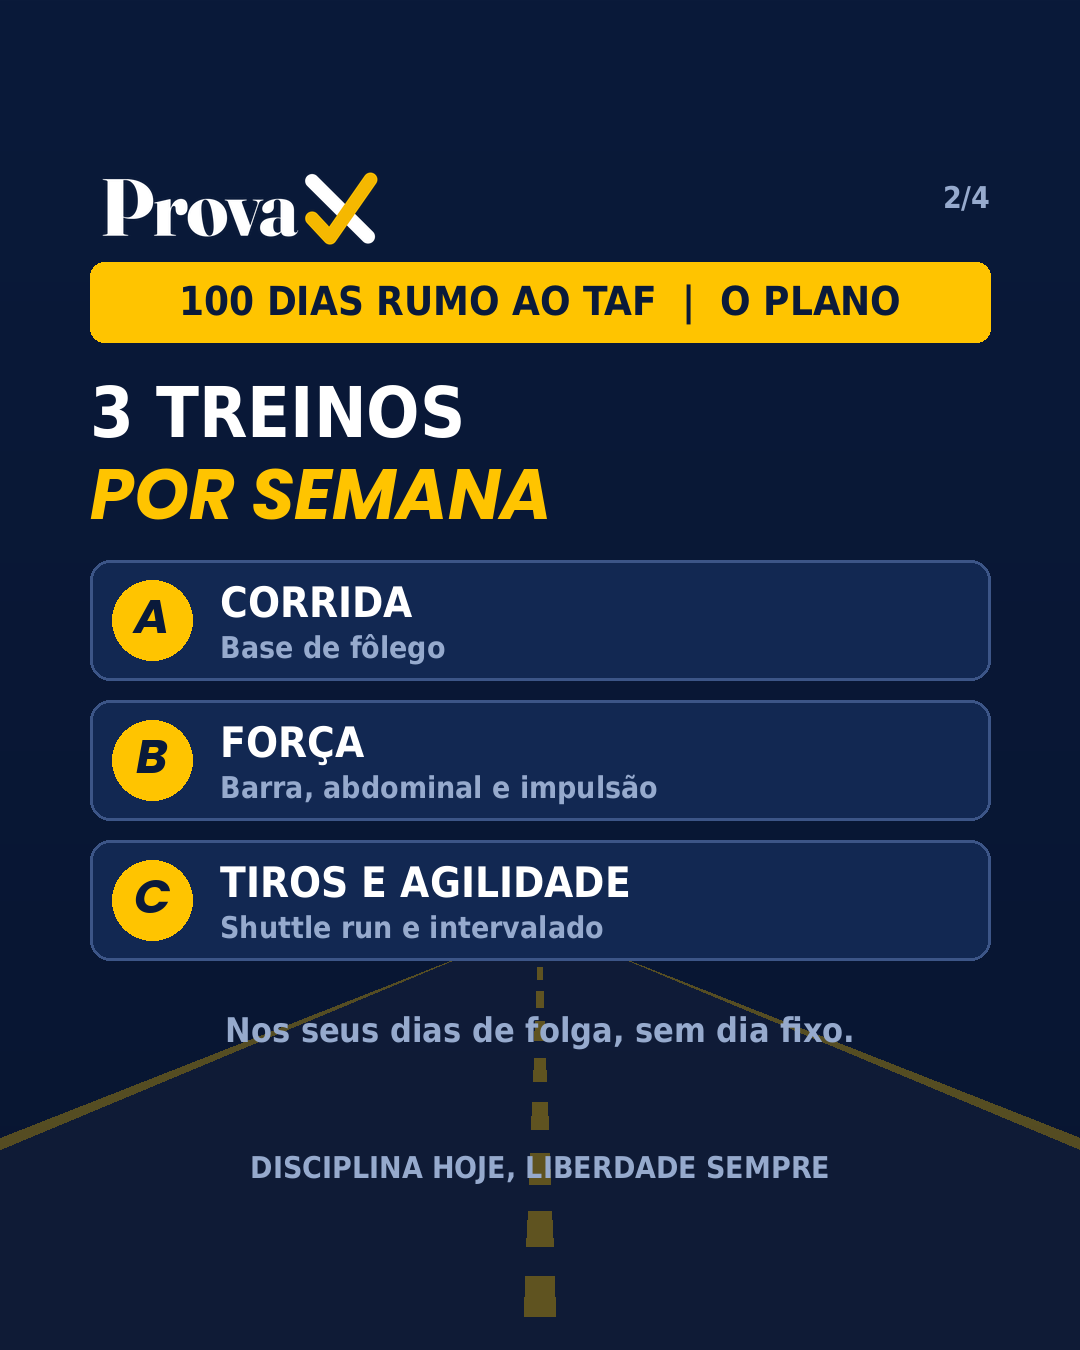 ProvaX
2/4
100 DIAS RUMO AO TAF | O PLANO
3 TREINOS
POR SEMANA
A
CORRIDA
Base de fôlego
B
FORÇA
Barra, abdominal e impulsão
C
TIROS E AGILIDADE
Shuttle run e intervalado
Nos seus dias de folga, sem dia fixo.
DISCIPLINA HOJE, LIBERDADE SEMPRE